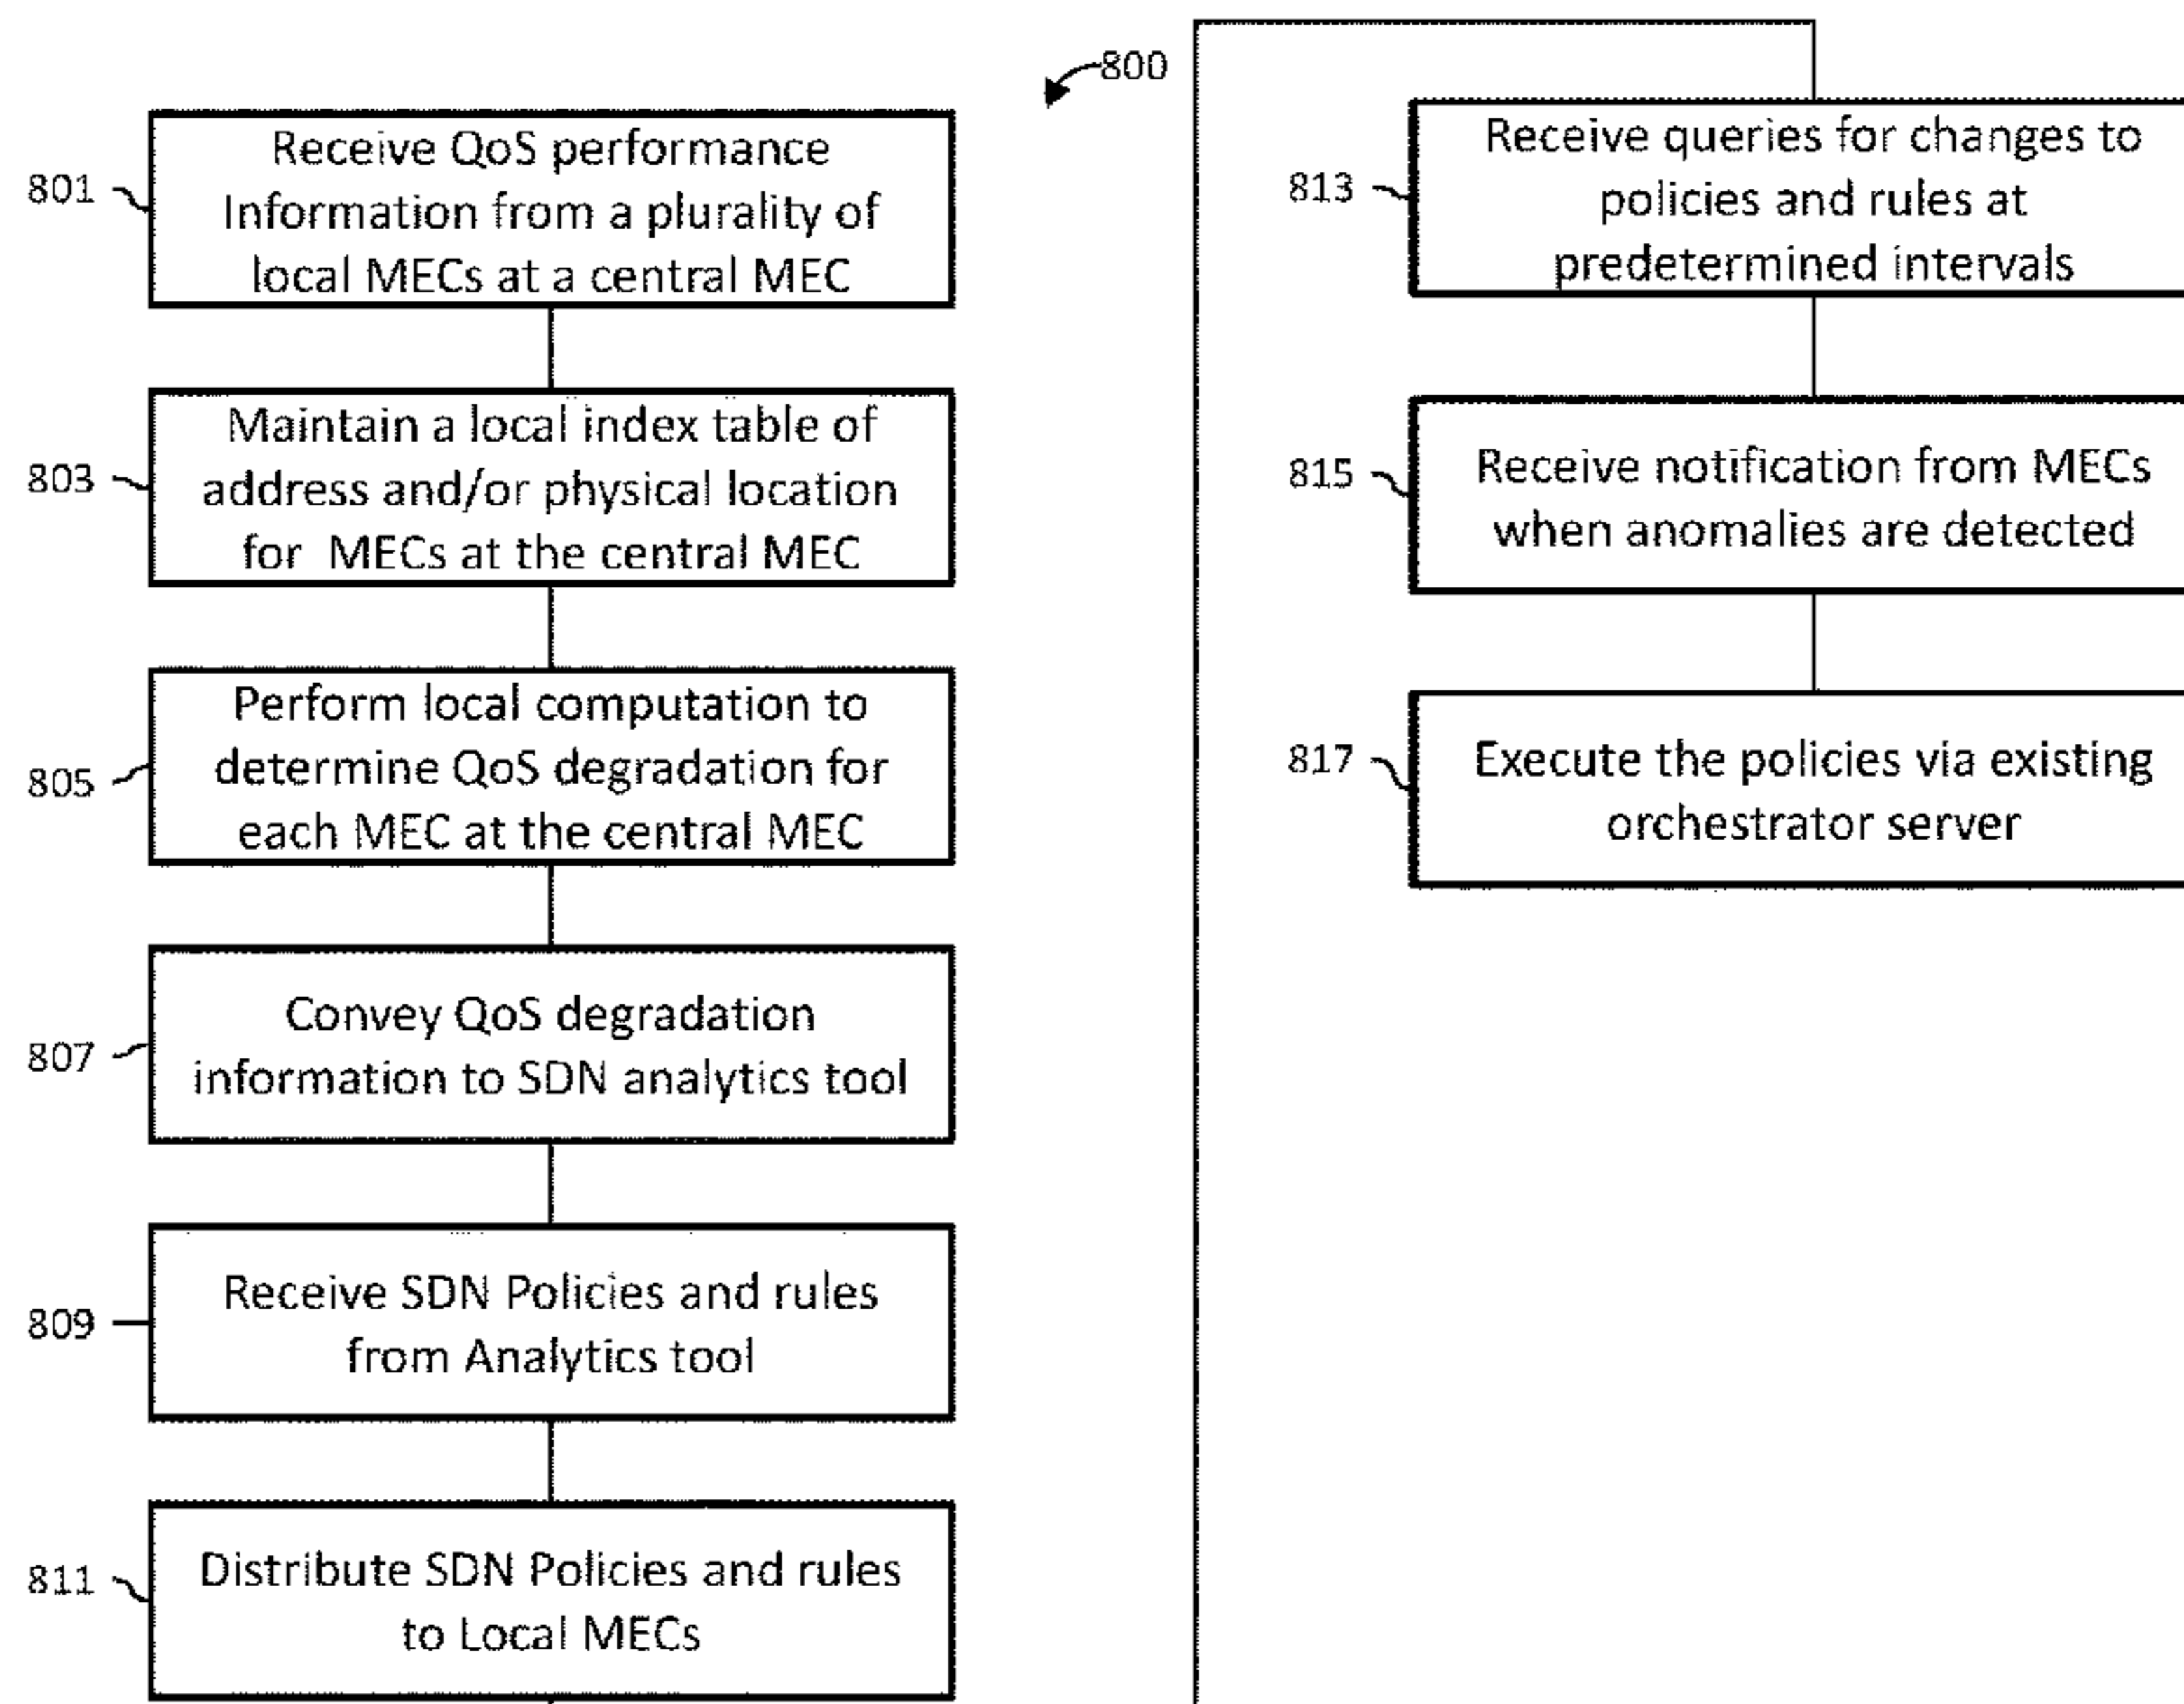 800
801
Receive QoS performance
Information from a plurality of
local MECs at a central MEC
803
Maintain a local index table of
address and/or physical location
for MECs at the central MEC
805
Perform local computation to
determine QoS degradation for
each MEC at the central MEC
807
Convey QoS degradation
information to SDN analytics tool
809
Receive SDN Policies and rules
from Analytics tool
811
Distribute SDN Policies and rules
to Local MECs
813
Receive queries for changes to
policies and rules at
predetermined intervals
815
Receive notification from MECs
when anomalies are detected
817
Execute the policies via existing
orchestrator server